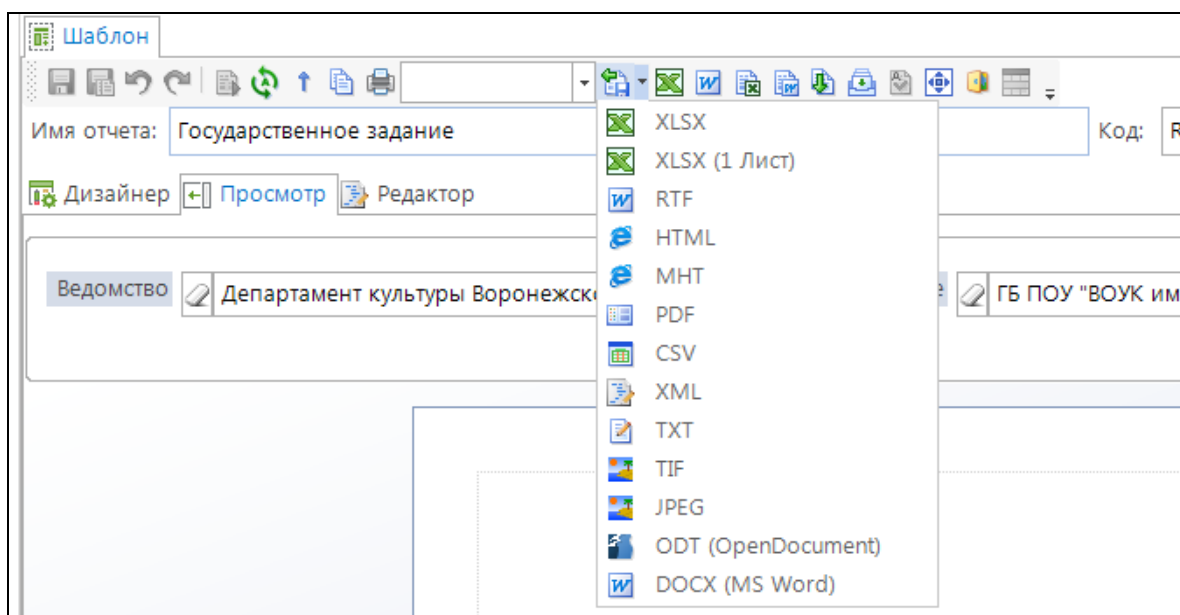 Шаблон
Имя отчета: Государственное задание Код: R
Дизайнер Просмотр Редактор
Ведомство Департамент культуры Воронежско е ГБ ПОУ "ВОУК им
XLSX
XLSX (1 Лист)
RTF
HTML
MHT
PDF
CSV
XML
TXT
TIF
JPEG
ODT (OpenDocument)
DOCX (MS Word)